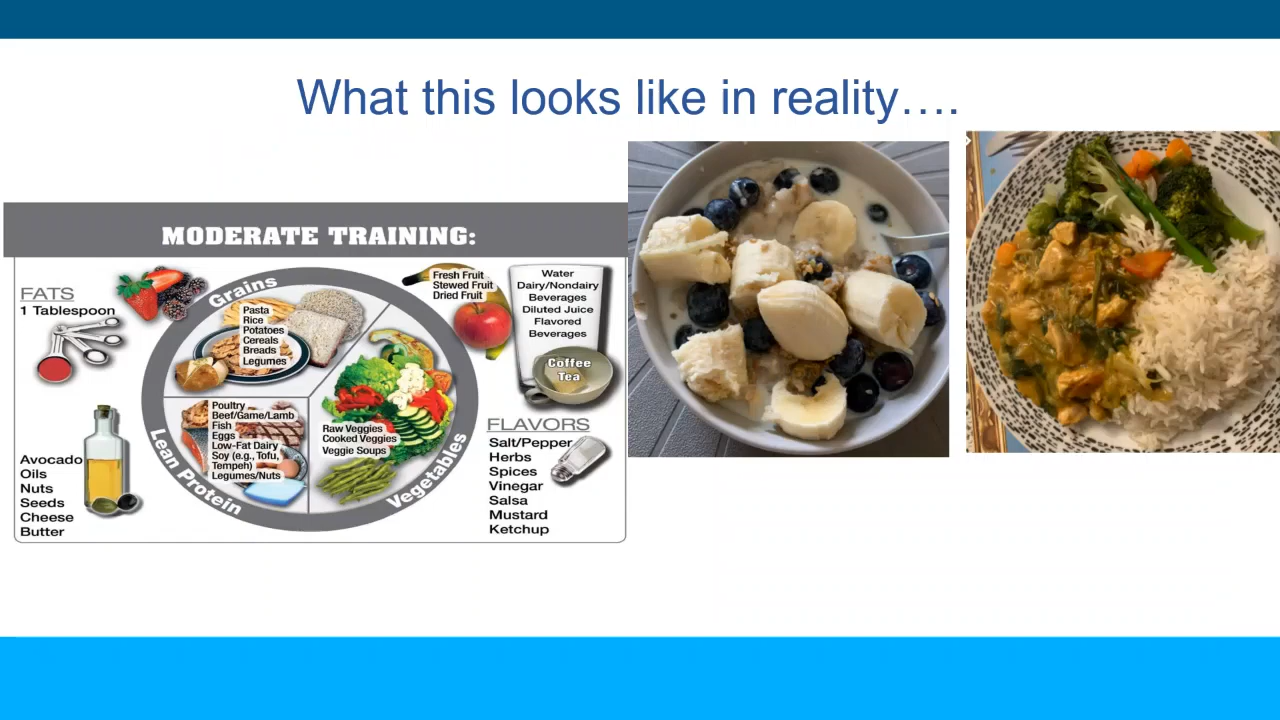 What this looks like in reality….
MODERATE TRAINING:
FATS
1 Tablespoon
Avocado
Oils
Nuts
Seeds
Cheese
Butter
Grains
Pasta
Rice
Potatoes
Cereals
Breads
Legumes
Lean Protein
Poultry
Beef/Game/Lamb
Fish
Eggs
Low-Fat Dairy
Soy (e.g., Tofu,
Tempeh)
Legumes/Nuts
Vegetables
Raw Veggies
Cooked Veggies
Veggie Soups
Fresh Fruit
Stewed Fruit
Dried Fruit
Water
Dairy/Nondairy
Beverages
Diluted Juice
Flavored
Beverages
Coffee
Tea
FLAVORS
Salt/Pepper
Herbs
Spices
Vinegar
Salsa
Mustard
Ketchup